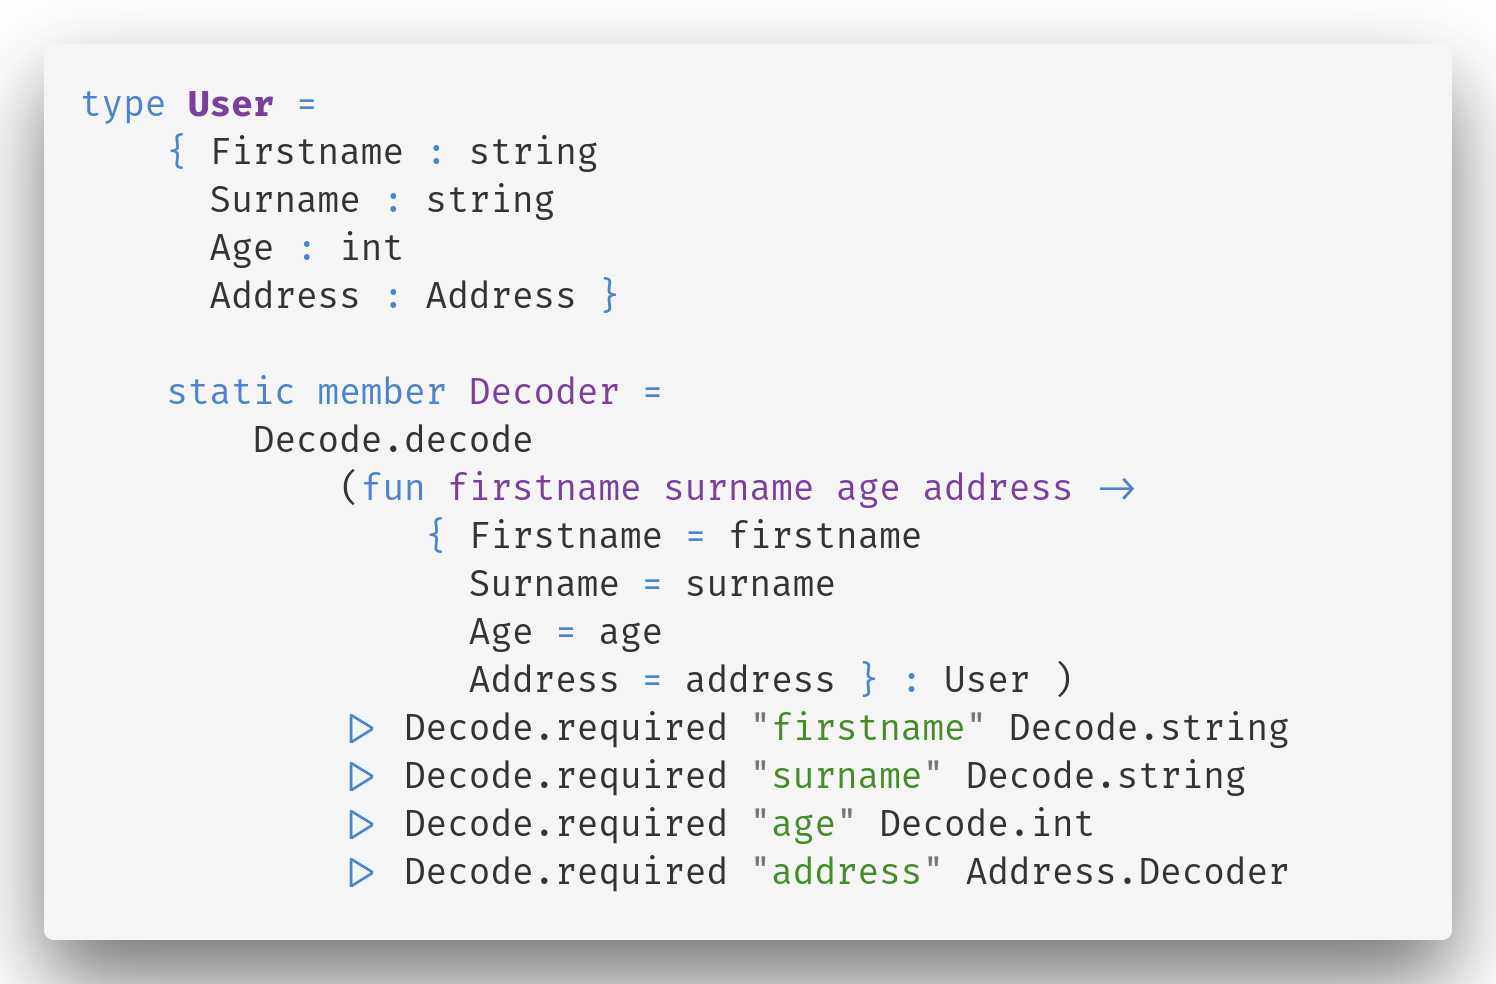 type User =
    { Firstname : string
      Surname : string
      Age : int
      Address : Address }

    static member Decoder =
        Decode.decode
            (fun firstname surname age address ->
                { Firstname = firstname
                  Surname = surname
                  Age = age
                  Address = address } : User )
            |> Decode.required "firstname" Decode.string
            |> Decode.required "surname" Decode.string
            |> Decode.required "age" Decode.int
            |> Decode.required "address" Address.Decoder